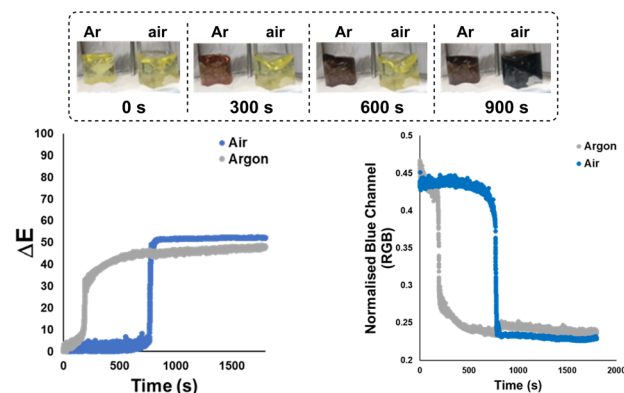 Ar air Ar air Ar air Ar air
0 s 300 s 600 s 900 s
100
90
80
70
60
50
40
30
20
10
0
ΔE
Air
Argon
0 500 1000 1500
Time (s)
0.5
0.45
0.4
0.35
0.3
0.25
0.2
Normalised Blue Channel
(RGB)
Argon
Air
0 500 1000 1500 2000
Time (s)